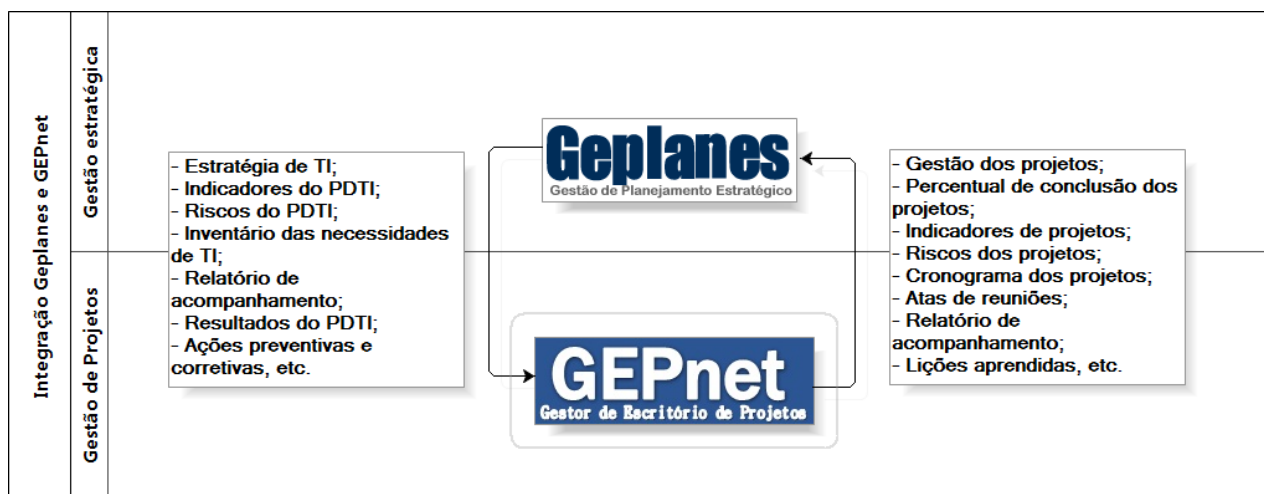 Integração Geplanes e GEPnet
Gestão estratégica
Gestão de Projetos
- Estratégia de TI;
- Indicadores do PDTI;
- Riscos do PDTI;
- Inventário das necessidades
de TI;
- Relatório de
acompanhamento;
- Resultados do PDTI;
- Ações preventivas e
corretivas, etc.
Geplanes
Gestão de Planejamento Estratégico
GEPnet
Gestor de Escritório de Projetos
- Gestão dos projetos;
- Percentual de conclusão dos
projetos;
- Indicadores de projetos;
- Riscos dos projetos;
- Cronograma dos projetos;
- Atas de reuniões;
- Relatório de
acompanhamento;
- Lições aprendidas, etc.